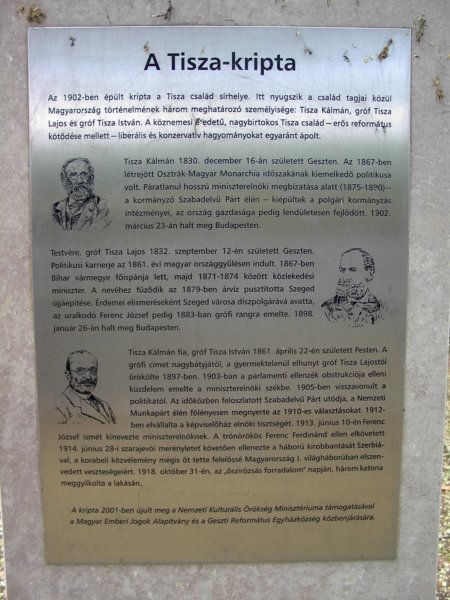 A Tisza-kripta
Az 1902-ben épült kripta a Tisza család sírhelye. Itt nyugszik a család tagjai közül
Magyarország történelmének három meghatározó személyisége: Tisza Kálmán, gróf Tisza
Lajos és gróf Tisza István. A köznemesi eredetű, nagybirtokos Tisza család – erős református
kötődése mellett – liberális és konzervatív hagyományokat egyaránt ápolt.
Tisza Kálmán 1830. december 16-án született Geszten. Az 1867-ben
létrejött Osztrák-Magyar Monarchia időszakának kiemelkedő politikusa
volt. Páratlanul hosszú miniszterelnöki megbízatása alatt (1875-1890) –
a kormányzó Szabadelvű Párt élén – kiépültek a polgári kormányzás
intézményei, az ország gazdasága pedig lendületesen fejlődött. 1902.
március 23-án halt meg Budapesten.
Testvére, gróf Tisza Lajos 1832. szeptember 12-én született Geszten.
Politikusi karrierje az 1861. évi magyar országgyűlésen indult. 1867-ben
Bihar vármegye főispánja lett, majd 1871-1874 között közlekedési
miniszter. A nevéhez fűződik az 1879-ben árvíz pusztította Szeged
újjáépítése. Érdemei elismeréseként Szeged városa díszpolgárává avatta,
az uralkodó Ferenc József pedig 1883-ban grófi rangra emelte. 1898.
január 26-án halt meg Budapesten.
Tisza Kálmán fia, gróf Tisza István 1861. április 22-én született Pesten. A
grófi címet nagybátyjától, a gyermektelenül elhunyt gróf Tisza Lajostól
örökölte 1897-ben. 1903-ban a parlamenti ellenzék obstrukciója elleni
küzdelem emelte a miniszterelnöki székbe. 1905-ben visszavonult a
politikától. Az időközben feloszlatott Szabadelvű Párt utódja, a Nemzeti
Munkapárt élén fölényesen megnyerte az 1910-es választásokat. 1912-
ben elvállalta a képviselőház elnöki tisztségét. 1913. június 10-én Ferenc
József ismét kinevezte miniszterelnöknek. A trónörökös Ferenc Ferdinánd ellen elkövetett
1914. június 28-i szarajevói merényletet követően ellenezte a háború kirobbantását Szerbiá-
val, a korabeli közvélemény mégis őt tette felelőssé Magyarország I. világháborúban elszen-
vedett veszteségeiért. 1918. október 31-én, az „őszirózsás forradalom” napján, három katona
meggyilkolta a lakásán.
A kripta 2001-ben újult meg a Nemzeti Kulturális Örökség Minisztériuma támogatásával
a Magyar Emberi Jogok Alapítvány és a Geszti Református Egyházközség közbenjárására.